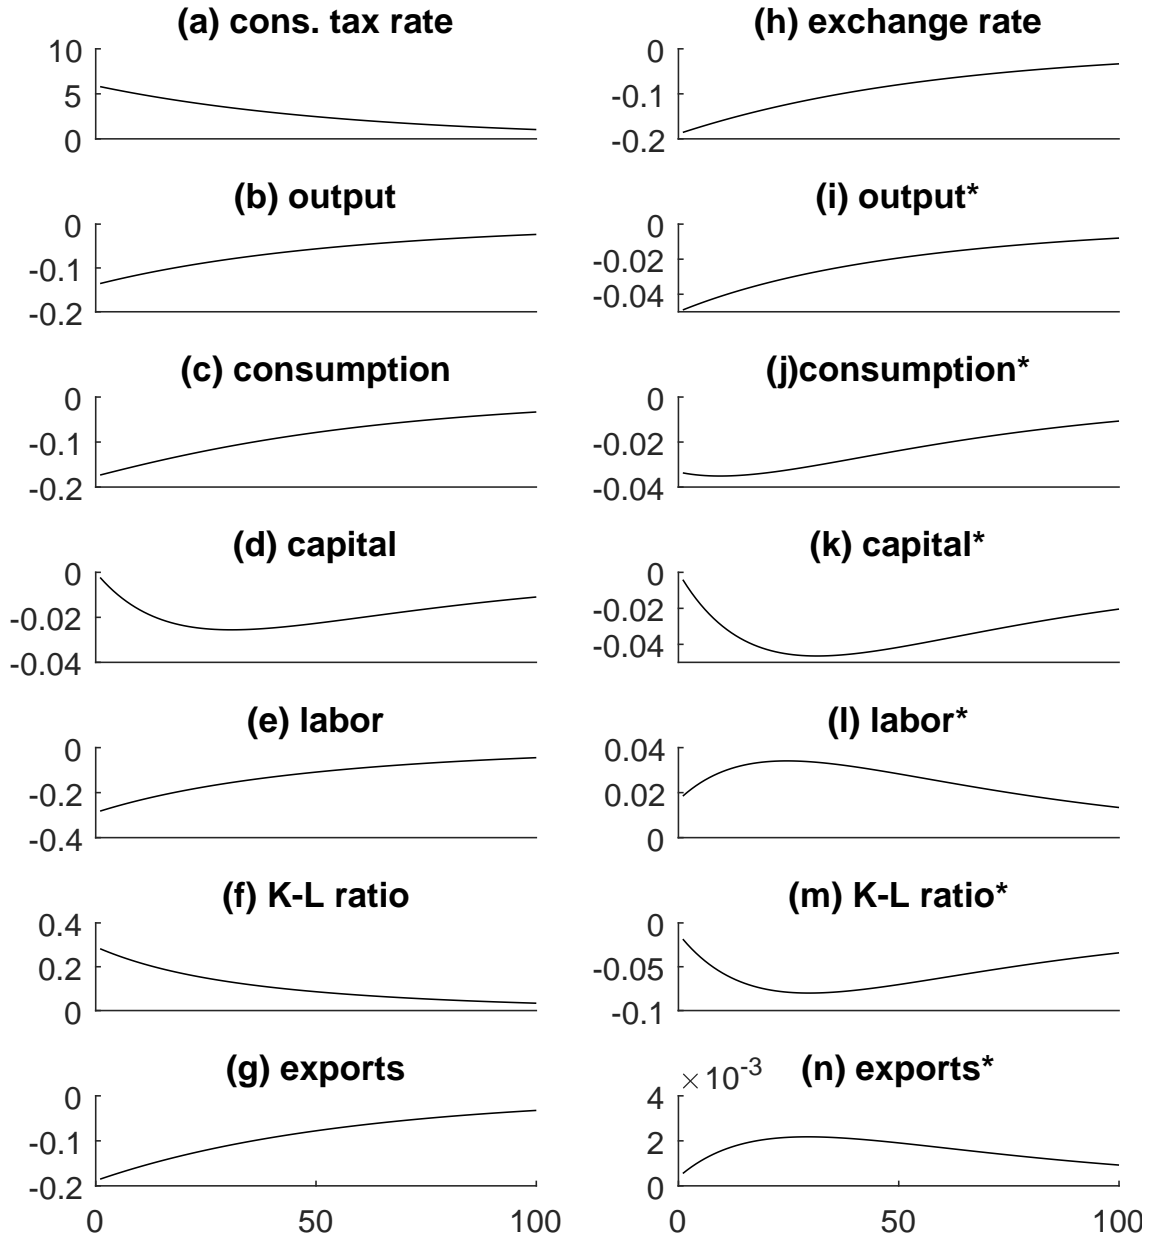 (a) cons. tax rate
10
5
0
(h) exchange rate
0
-0.1
-0.2
(b) output
0
-0.1
-0.2
(i) output*
0
-0.02
-0.04
(c) consumption
0
-0.1
-0.2
(j)consumption*
0
-0.02
-0.04
(d) capital
0
-0.02
-0.04
(k) capital*
0
-0.02
-0.04
(e) labor
0
-0.2
-0.4
(l) labor*
0.04
0.02
0
(f) K-L ratio
0.4
0.2
0
(m) K-L ratio*
0
-0.05
-0.1
(g) exports
0
-0.1
-0.2
0 50 100
×10-3 (n) exports*
4
2
0
0 50 100